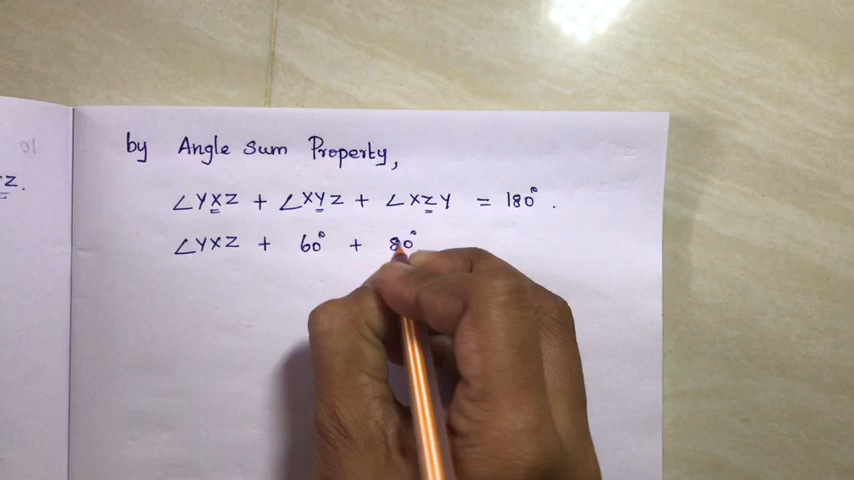 by Angle Sum Property,
∠YXZ + ∠XYZ + ∠XZY = 180°.
∠YXZ + 60° + 80°
Z.